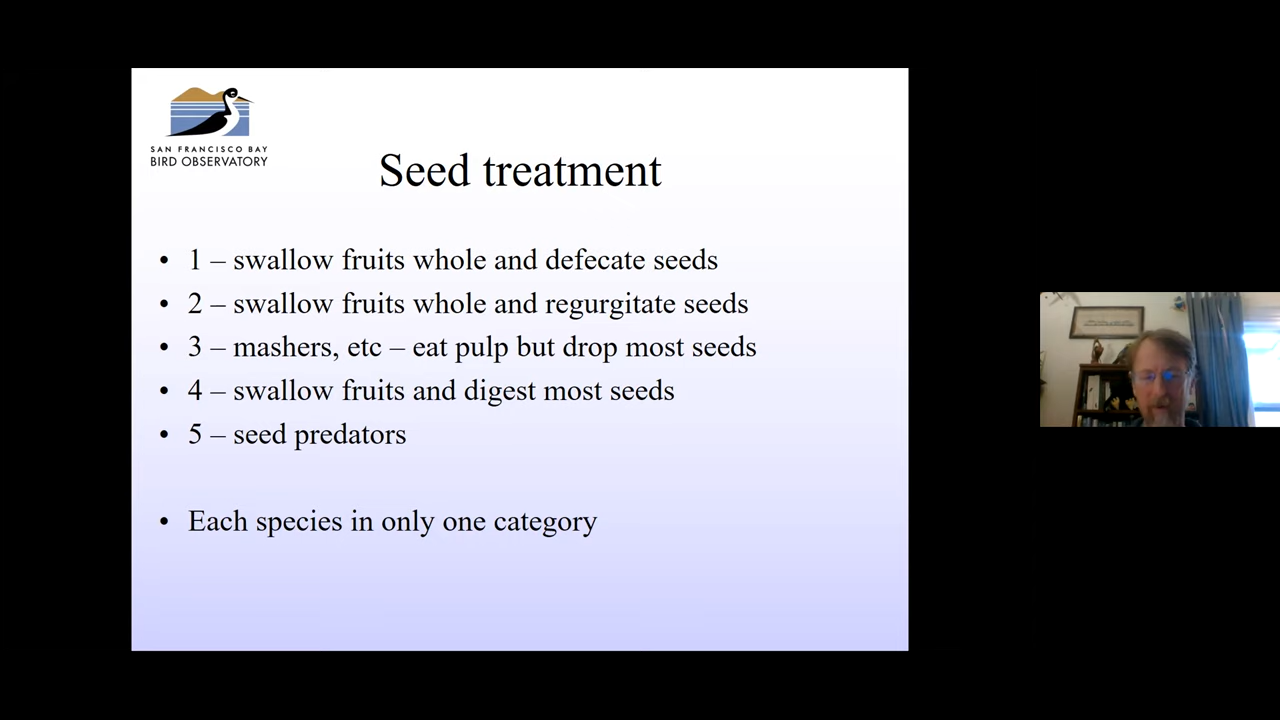 SAN FRANCISCO BAY
BIRD OBSERVATORY
Seed treatment
• 1 – swallow fruits whole and defecate seeds
• 2 – swallow fruits whole and regurgitate seeds
• 3 – mashers, etc – eat pulp but drop most seeds
• 4 – swallow fruits and digest most seeds
• 5 – seed predators
• Each species in only one category